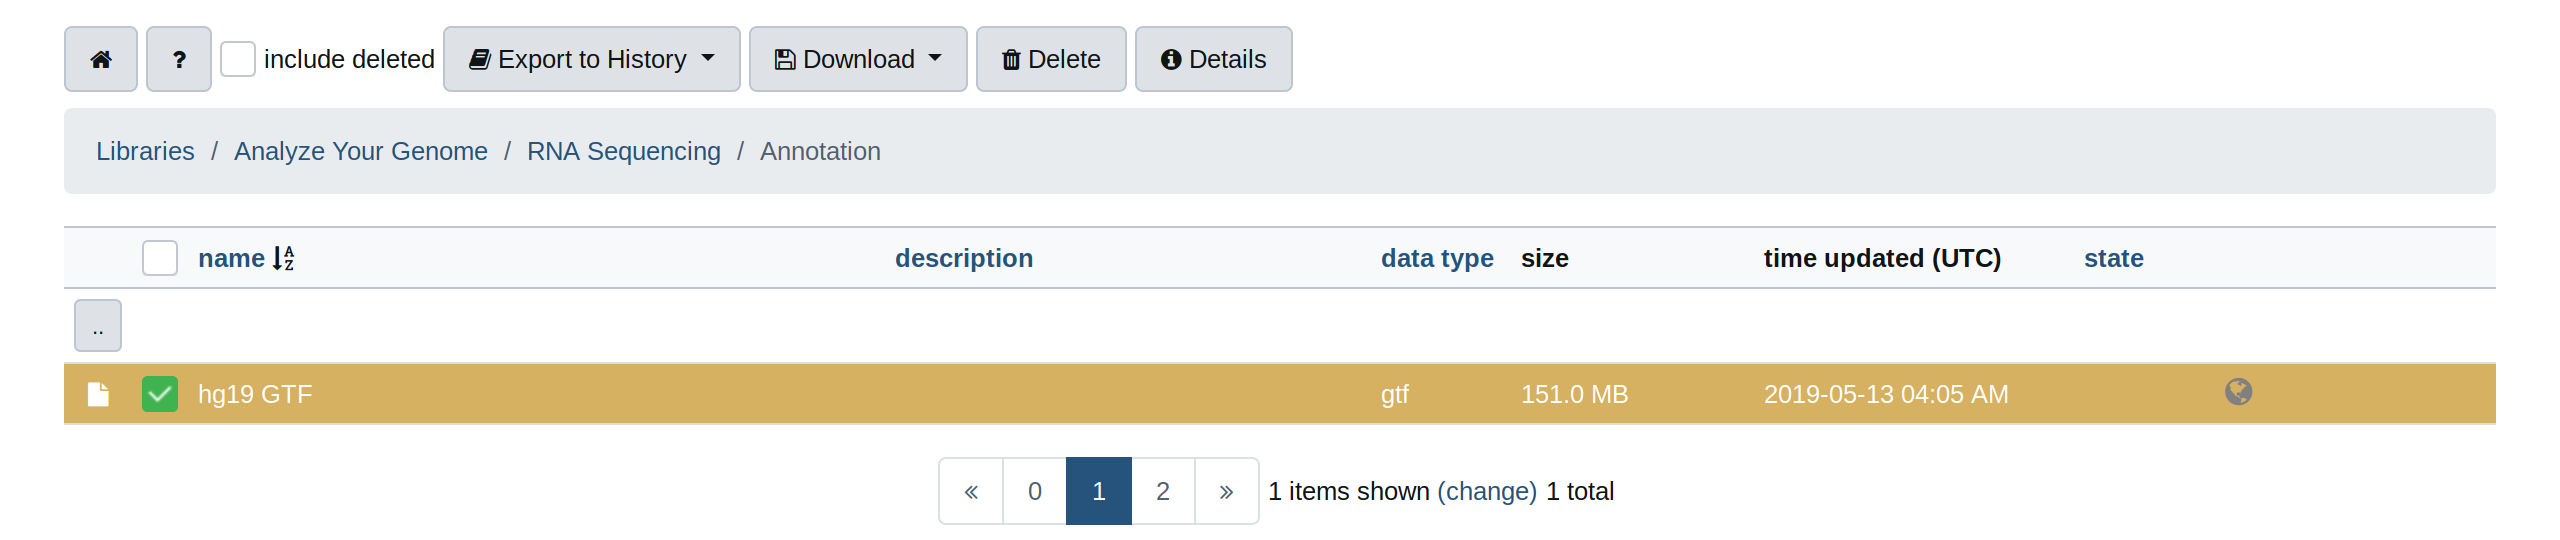 ? include deleted Export to History Download Delete Details
Libraries / Analyze Your Genome / RNA Sequencing / Annotation
name description data type size time updated (UTC) state
..
hg19 GTF gtf 151.0 MB 2019-05-13 04:05 AM
« 0 1 2 » 1 items shown (change) 1 total